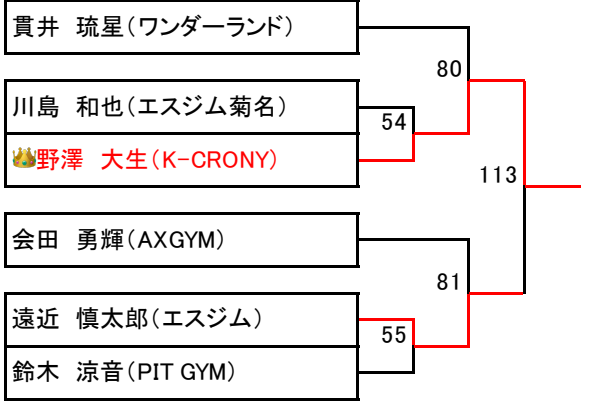 貫井　琉星（ワンダーランド）
80
川島　和也（エスジム菊名）
54
野澤　大生（K-CRONY）
113
会田　勇輝（AXGYM）
81
遠近　慎太郎（エスジム）
55
鈴木　涼音（PIT GYM）